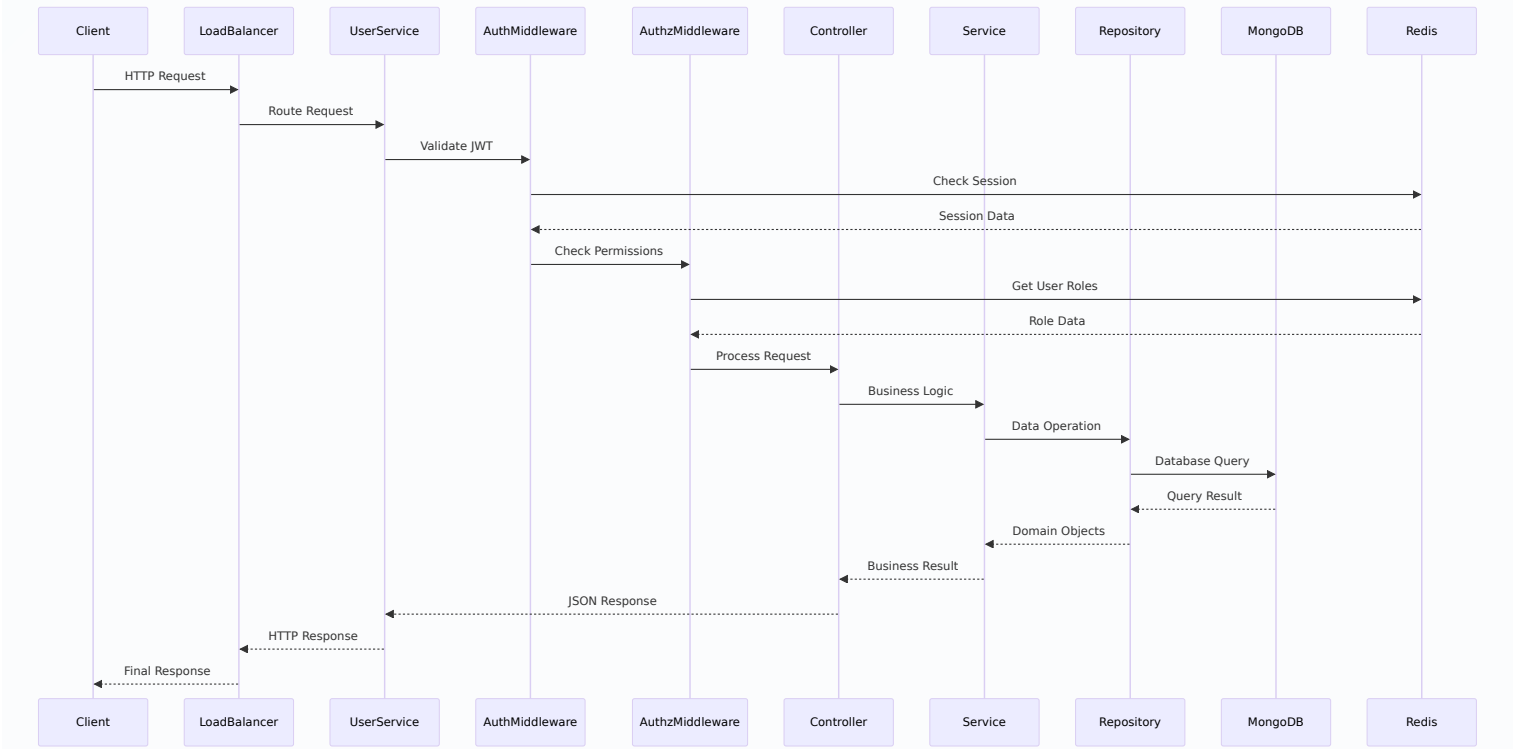 Client
LoadBalancer
UserService
AuthMiddleware
AuthzMiddleware
Controller
Service
Repository
MongoDB
Redis
HTTP Request
Route Request
Validate JWT
Check Session
Session Data
Check Permissions
Get User Roles
Role Data
Process Request
Business Logic
Data Operation
Database Query
Query Result
Domain Objects
Business Result
JSON Response
HTTP Response
Final Response
Client
LoadBalancer
UserService
AuthMiddleware
AuthzMiddleware
Controller
Service
Repository
MongoDB
Redis